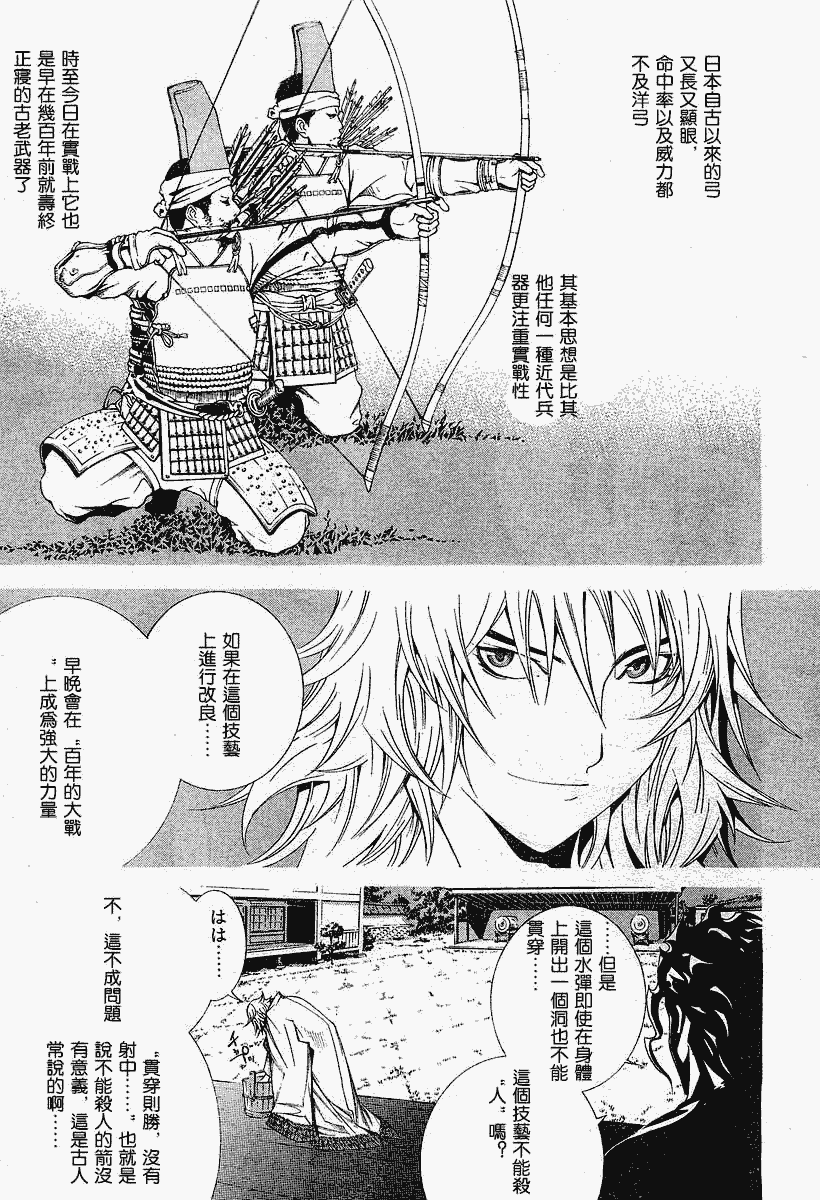 日本自古以來的弓
又長又顯眼，
命中率以及威力都
不及洋弓
其基本思想是比其
他任何一種近代兵
器更注重實戰性
時至今日在實戰上它也
是早在幾百年前就壽終
正寢的古老武器了
如果在這個技藝
上進行改良……
早晚會在〝百年的大戰
〞上成爲強大的力量
……但是
這個水彈即使在身體
上開出一個洞也不能
貫穿……
這個技藝不能殺
〝人〞嗎?
はは……
不，這不成問題
〝貫穿則勝，沒有
射中……〞也就是
說不能殺人的箭沒
有意義，這是古人
常說的啊……